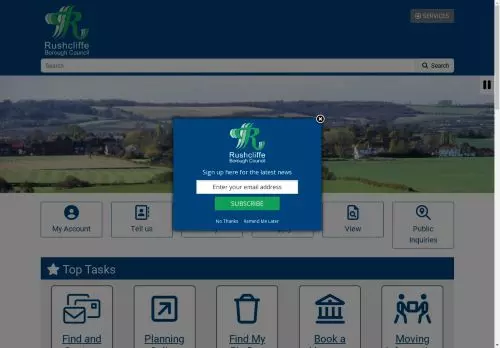 Rushcliffe
Borough Council
SERVICES
Search
Search
Rushcliffe
Borough Council
Sign up here for the latest news
Enter your email address
SUBSCRIBE
No Thanks Remind Me Later
My Account
Tell us
View
Public
Inquiries
Top Tasks
Find and
Planning
Find My
Book a
Moving